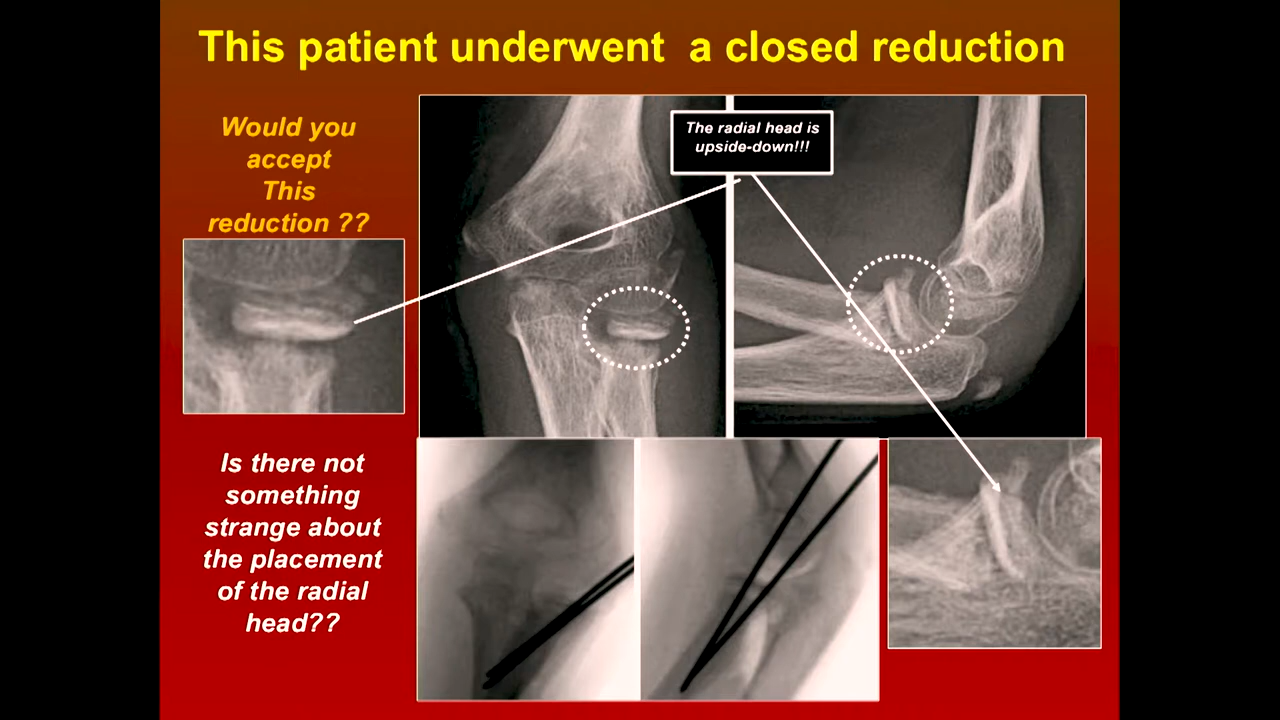 This patient underwent a closed reduction
Would you
accept
This
reduction ??
The radial head is
upside-down!!!
Is there not
something
strange about
the placement
of the radial
head??